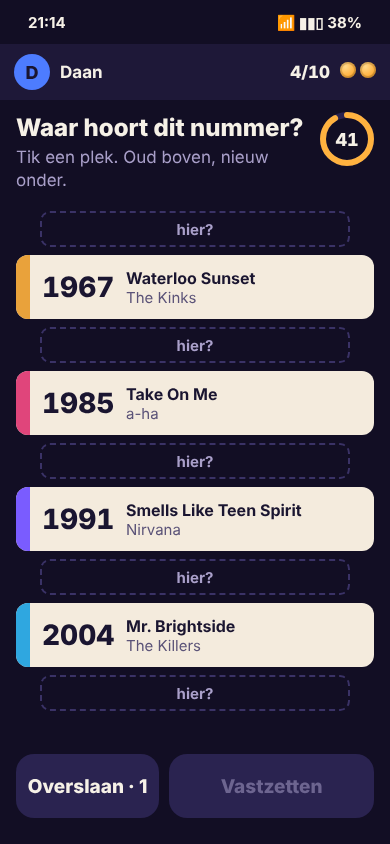 21:14
38%
D
Daan
4/10
Waar hoort dit nummer?
41
Tik een plek. Oud boven, nieuw
onder.
hier?
1967
Waterloo Sunset
The Kinks
hier?
1985
Take On Me
a-ha
hier?
1991
Smells Like Teen Spirit
Nirvana
hier?
2004
Mr. Brightside
The Killers
hier?
Overslaan · 1
Vastzetten